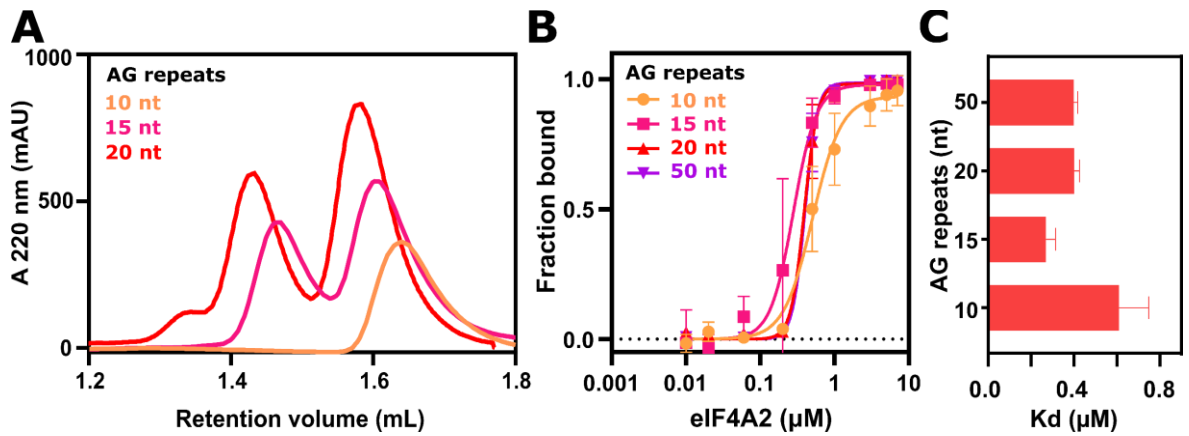 A
1000
500
0
A 220 nm (mAU)
AG repeats
10 nt
15 nt
20 nt
1.2 1.4 1.6 1.8
Retention volume (mL)
B
1.0
0.5
0.0
Fraction bound
AG repeats
10 nt
15 nt
20 nt
50 nt
0.001 0.01 0.1 1 10
eIF4A2 (μM)
C
50
20
15
10
AG repeats (nt)
0.0 0.4 0.8
Kd (μM)